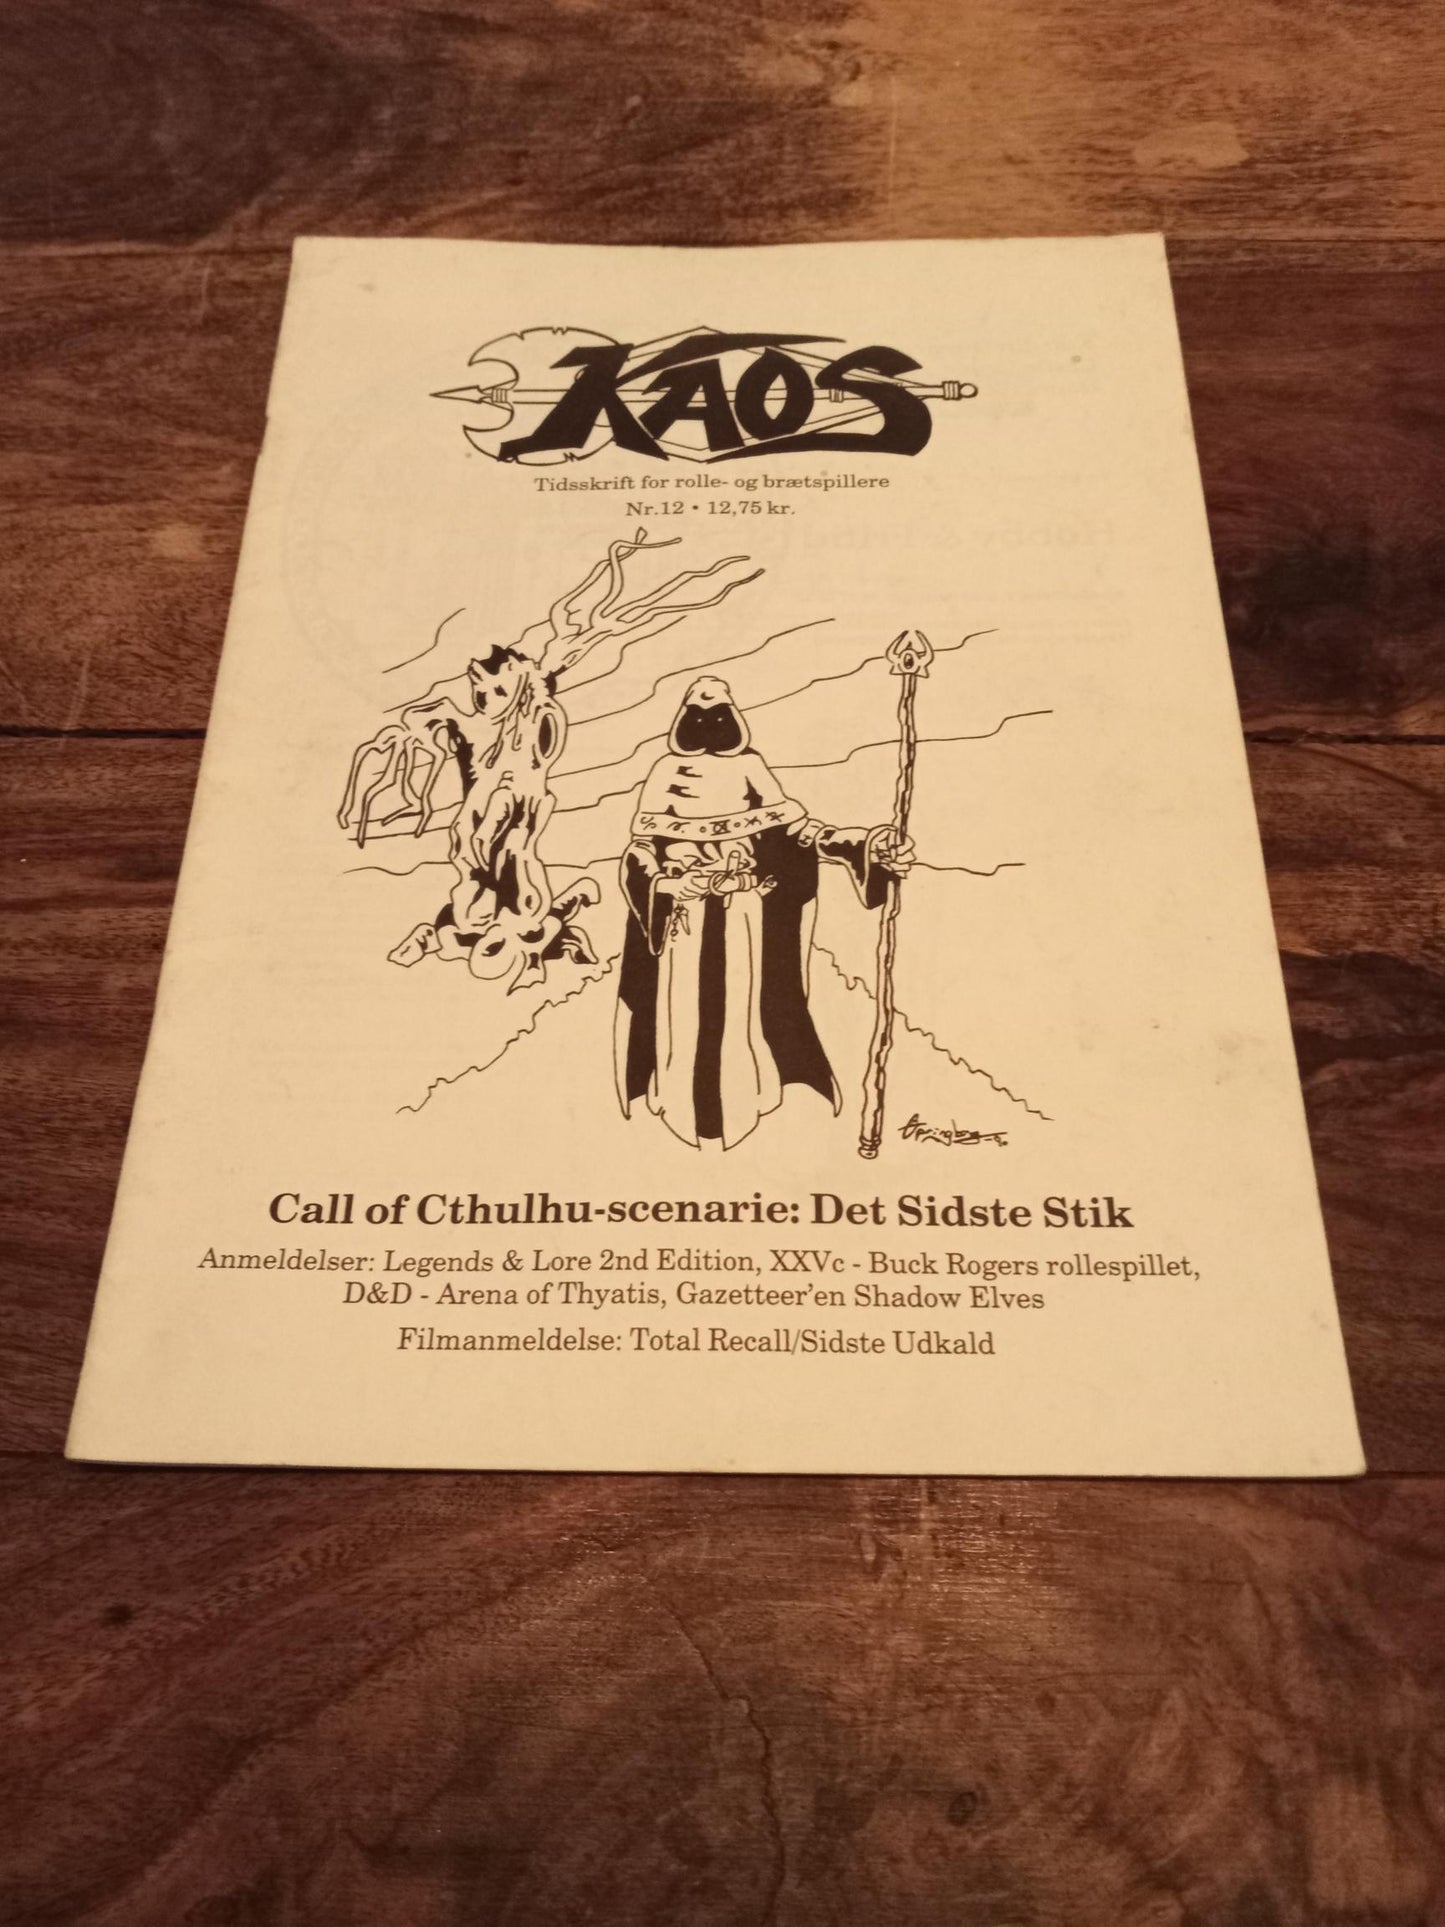 KAOS
Tidsskrift for rolle- og brætspillere
Nr.12 • 12,75 kr.
Call of Cthulhu-scenarie: Det Sidste Stik
Anmeldelser: Legends & Lore 2nd Edition, XXVc - Buck Rogers rollespillet,
D&D - Arena of Thyatis, Gazetteer'en Shadow Elves
Filmanmeldelse: Total Recall/Sidste Udkald